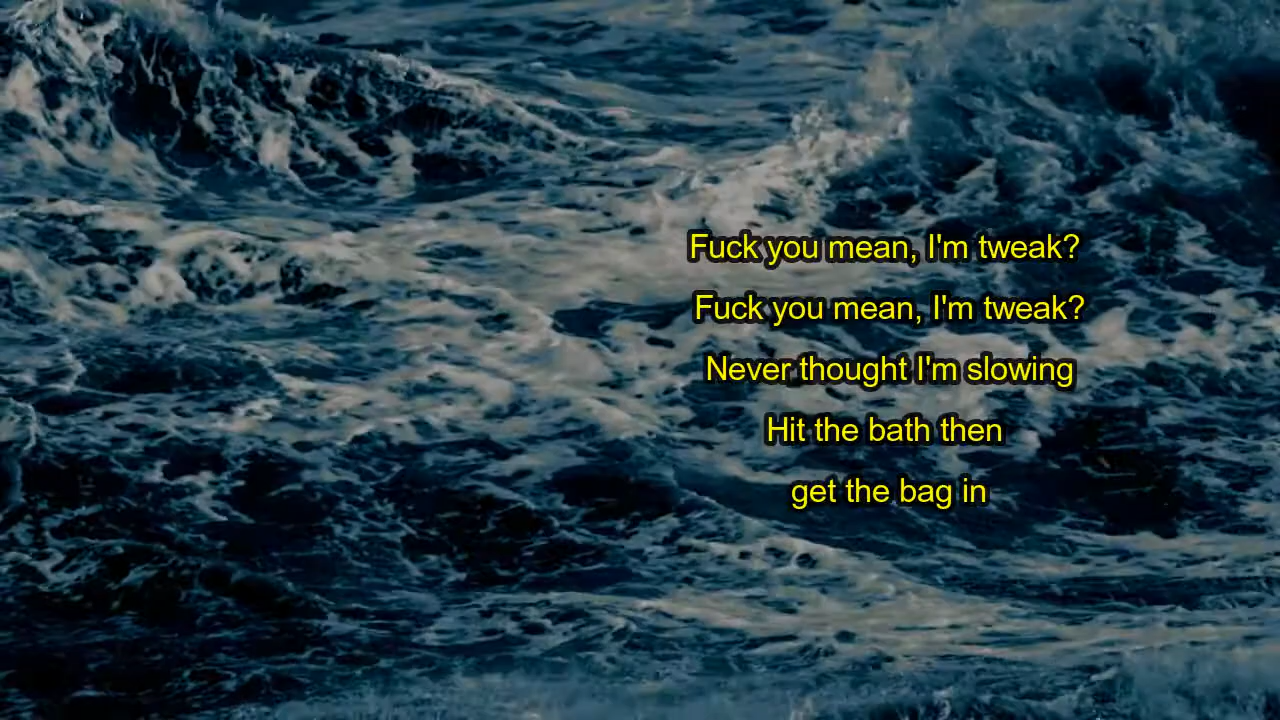 Fuck you mean, I'm tweak?
Fuck you mean, I'm tweak?
Never thought I'm slowing
Hit the bath then
get the bag in